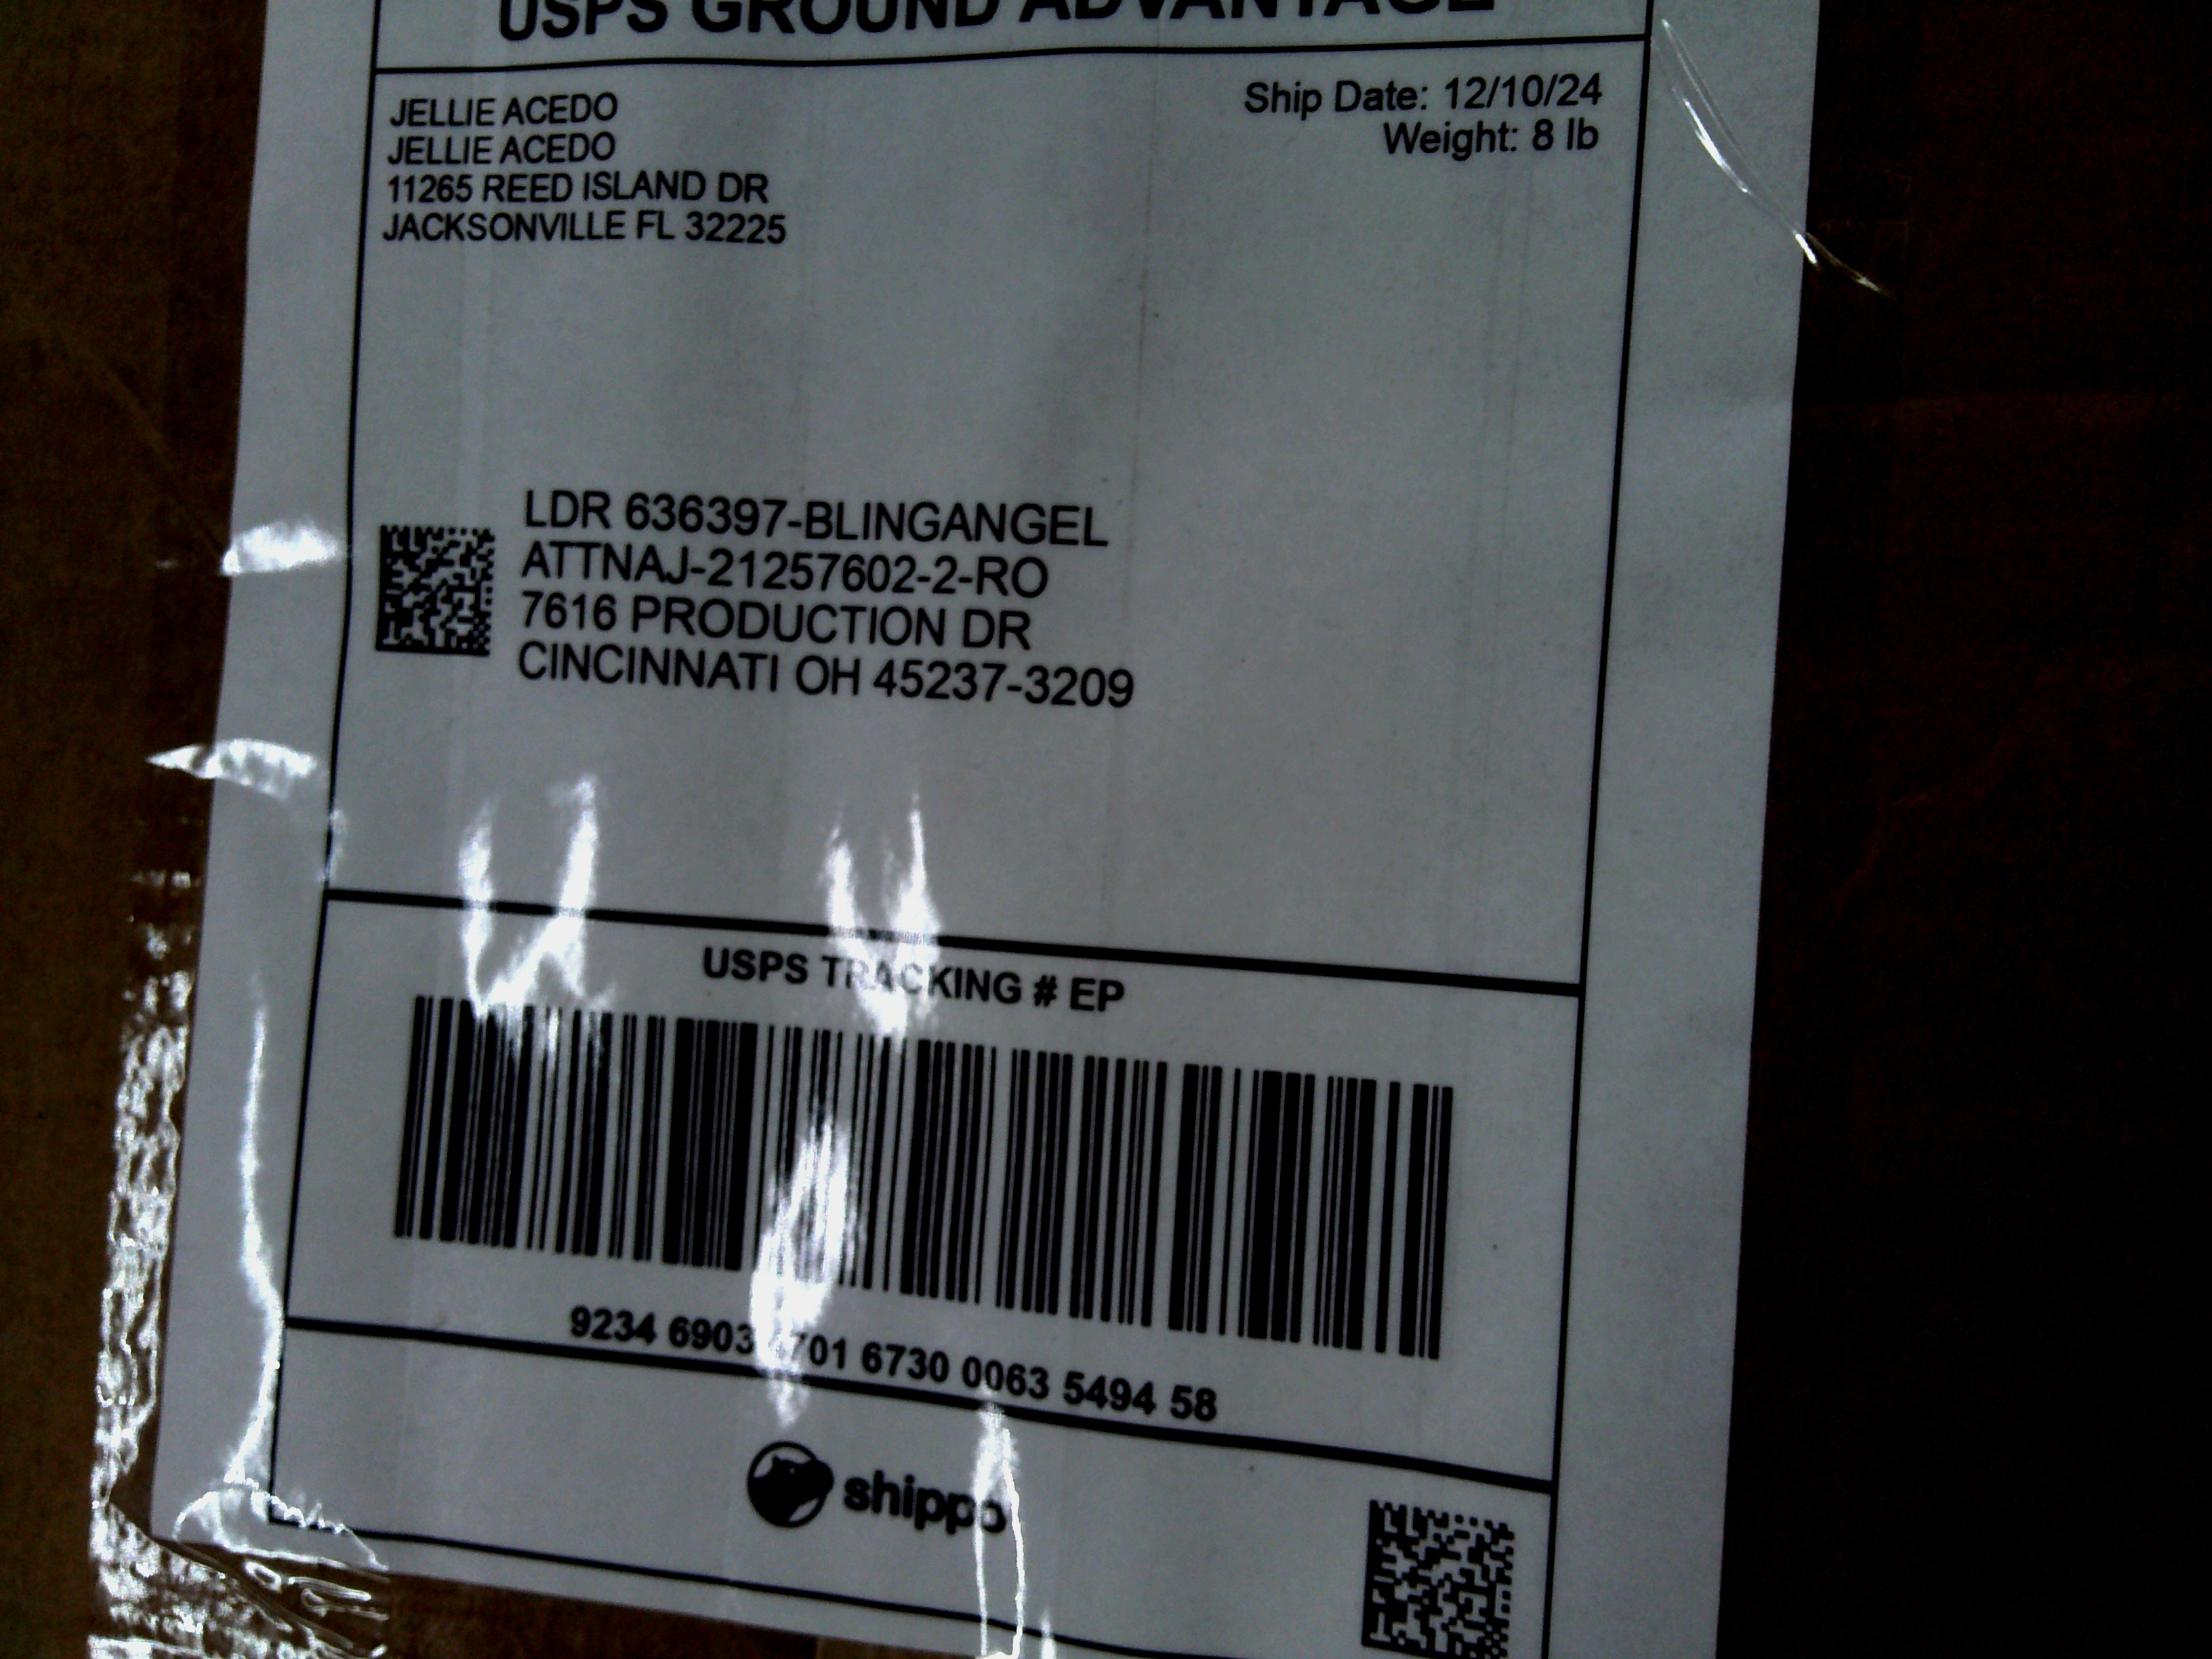 USPS GROUND ADVANTAGE
JELLIE ACEDO
JELLIE ACEDO
11265 REED ISLAND DR
JACKSONVILLE FL 32225
Ship Date: 12/10/24
Weight: 8 lb
LDR 636397-BLINGANGEL
ATTNAJ-21257602-2-RO
7616 PRODUCTION DR
CINCINNATI OH 45237-3209
USPS TRACKING # EP
9234 6903 6730 0063 5494 58
shippo